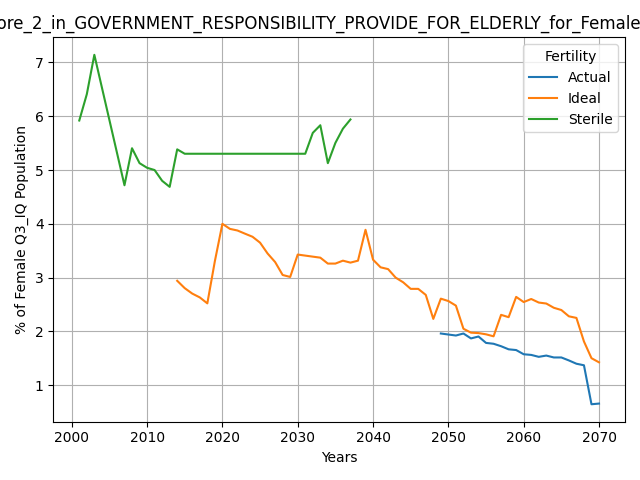 ore_2_in_GOVERNMENT_RESPONSIBILITY_PROVIDE_FOR_ELDERLY_for_Female
Fertility
Actual
Ideal
Sterile
% of Female Q3_IQ Population
7
6
5
4
3
2
1
2000 2010 2020 2030 2040 2050 2060 2070
Years